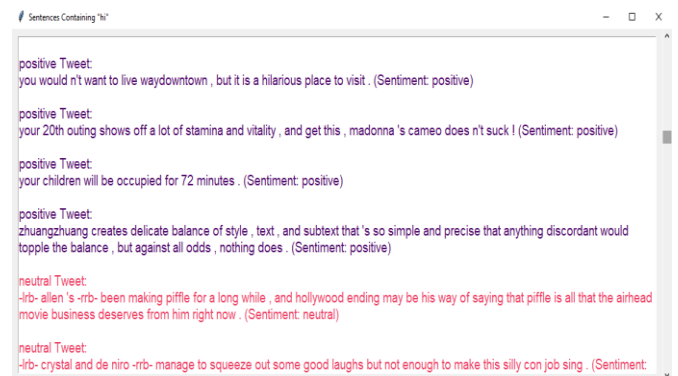 Sentences Containing "hi"
positive Tweet:
you would n't want to live waydowntown , but it is a hilarious place to visit . (Sentiment: positive)
positive Tweet:
your 20th outing shows off a lot of stamina and vitality , and get this , madonna 's cameo does n't suck ! (Sentiment: positive)
positive Tweet:
your children will be occupied for 72 minutes . (Sentiment: positive)
positive Tweet:
zhuangzhuang creates delicate balance of style , text , and subtext that 's so simple and precise that anything discordant would
topple the balance , but against all odds , nothing does . (Sentiment: positive)
neutral Tweet:
-lrb- allen 's -rrb- been making piffle for a long while , and hollywood ending may be his way of saying that piffle is all that the airhead
movie business deserves from him right now . (Sentiment: neutral)
neutral Tweet:
-lrb- crystal and de niro -rrb- manage to squeeze out some good laughs but not enough to make this silly con job sing . (Sentiment: